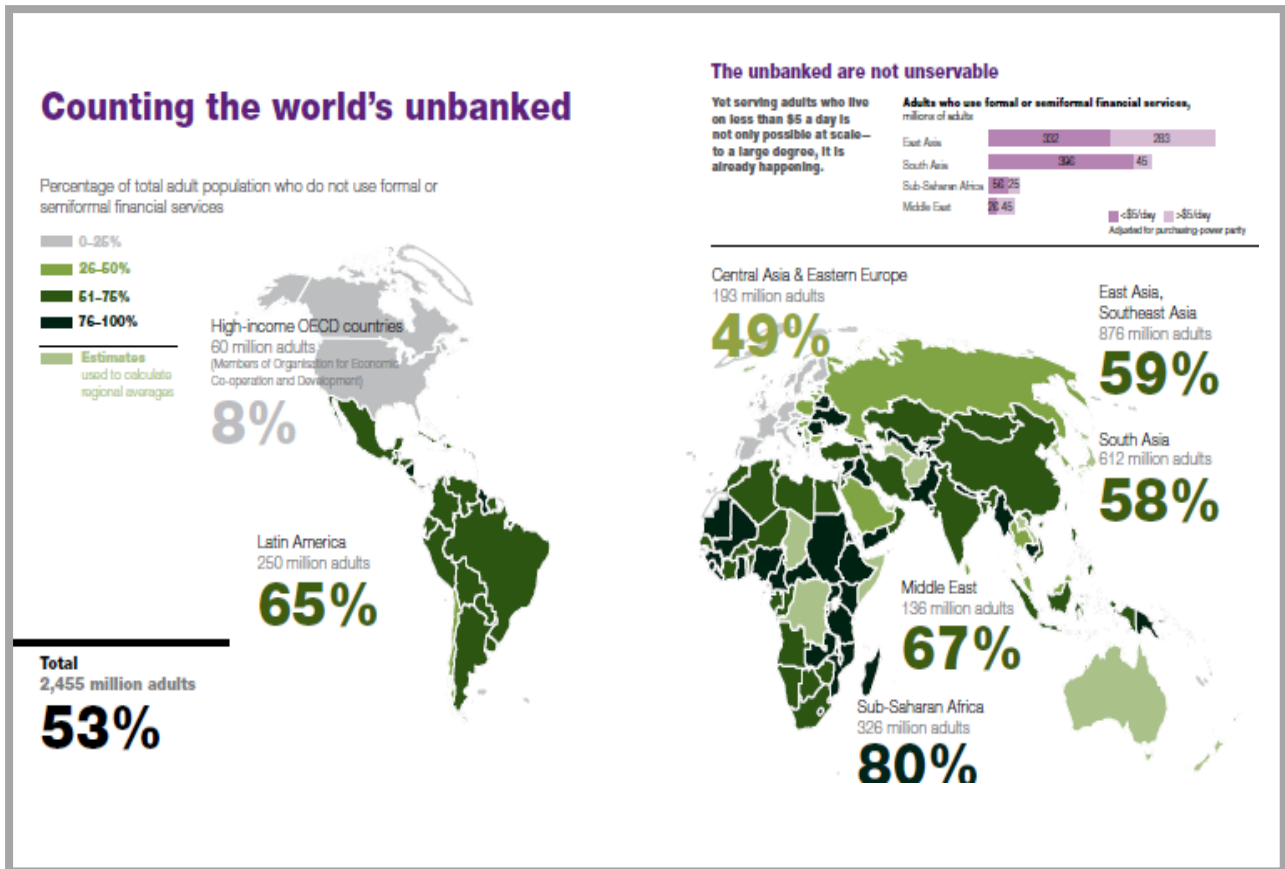 Counting the world's unbanked
Percentage of total adult population who do not use formal or
semiformal financial services
0–25%
26–50%
51–75%
76–100%
Estimates
used to calculate
regional averages
High-income OECD countries
60 million adults
(Members of Organisation for Economic
Co-operation and Development)
8%
Latin America
250 million adults
65%
Total
2,455 million adults
53%
The unbanked are not unservable
Yet serving adults who live
on less than $5 a day is
not only possible at scale—
to a large degree, it is
already happening.
Adults who use formal or semiformal financial services,
millions of adults
East Asia
332
283
South Asia
396
45
Sub-Saharan Africa
50 25
Middle East
45
<$5/day
>$5/day
Adjusted for purchasing-power parity
Central Asia & Eastern Europe
193 million adults
49%
East Asia,
Southeast Asia
876 million adults
59%
South Asia
612 million adults
58%
Middle East
136 million adults
67%
Sub-Saharan Africa
326 million adults
80%